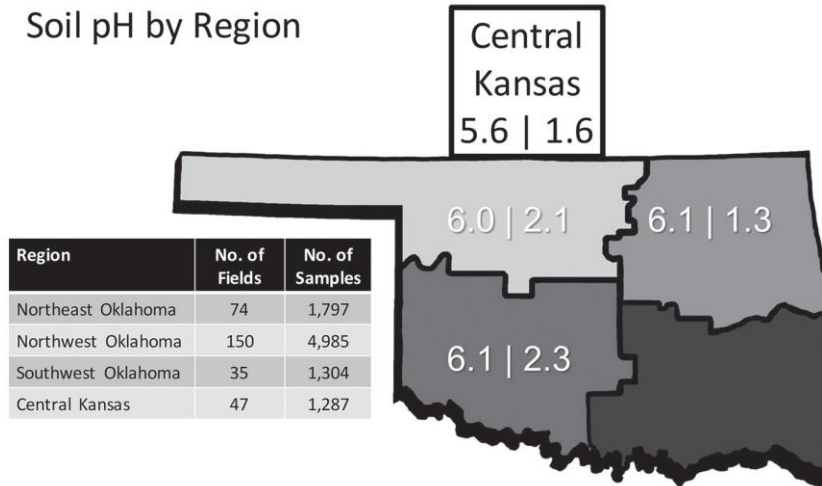 Soil pH by Region
Central
Kansas
5.6 | 1.6
6.0 | 2.1
6.1 | 1.3
6.1 | 2.3
Region No. of Fields No. of Samples
Northeast Oklahoma 74 1,797
Northwest Oklahoma 150 4,985
Southwest Oklahoma 35 1,304
Central Kansas 47 1,287